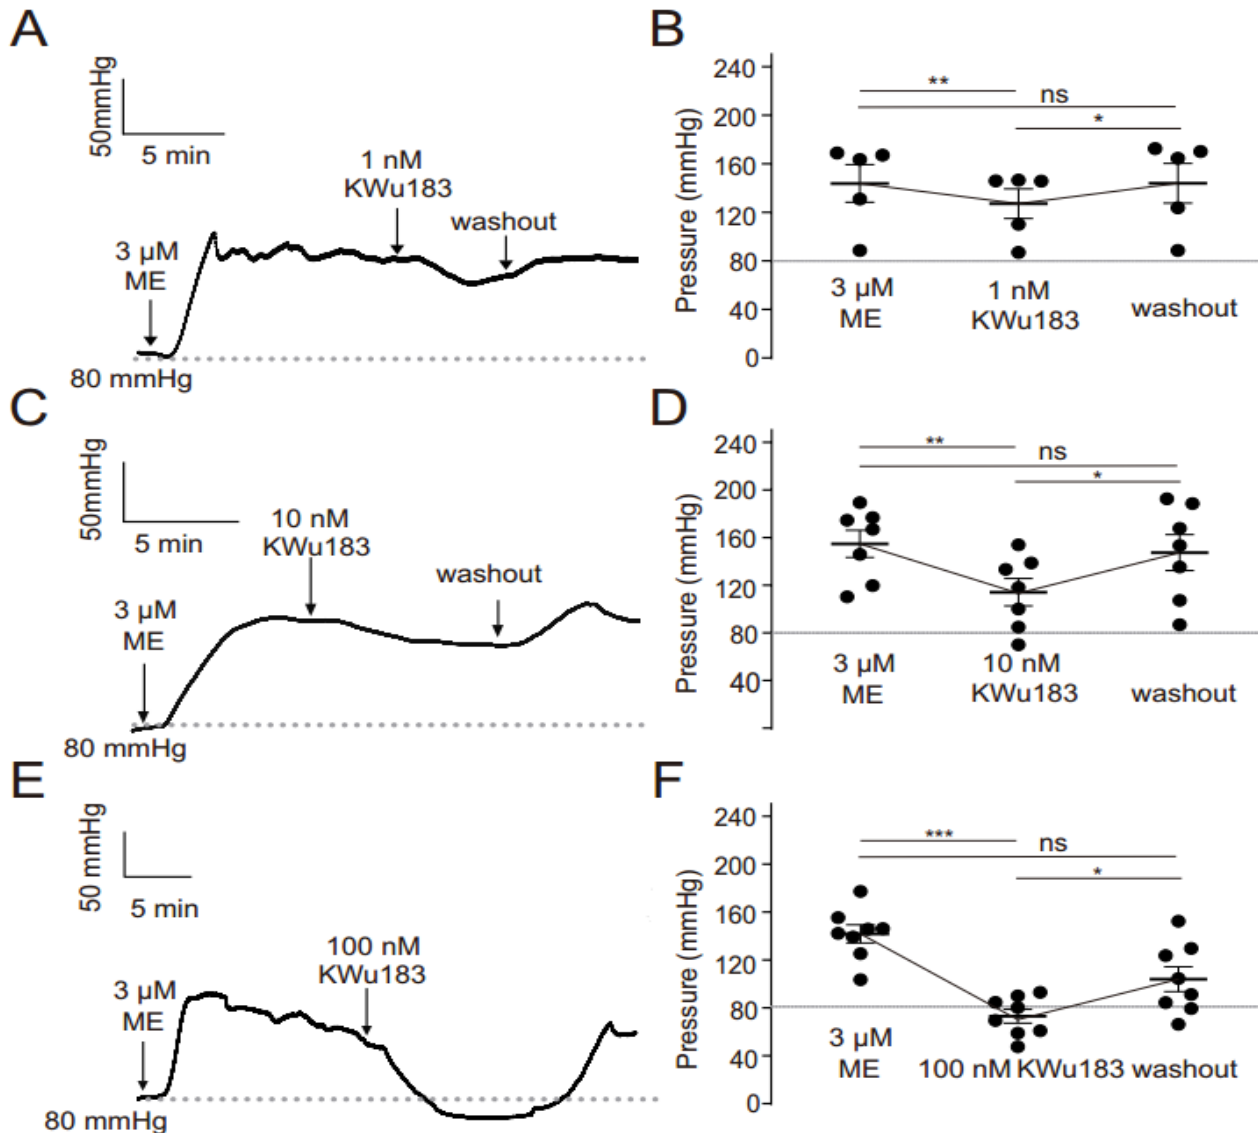 A
50mmHg
5 min
3 µM
ME
1 nM
KWu183
washout
80 mmHg
B
Pressure (mmHg)
240
200
160
120
80
40
0
**
ns
*
3 µM
ME
1 nM
KWu183
washout
C
50mmHg
5 min
3 µM
ME
10 nM
KWu183
washout
80 mmHg
D
Pressure (mmHg)
240
200
160
120
80
40
**
ns
*
3 µM
ME
10 nM
KWu183
washout
E
50 mmHg
5 min
3 µM
ME
100 nM
KWu183
80 mmHg
F
Pressure (mmHg)
240
200
160
120
80
40
0
***
ns
*
3 µM
ME
100 nM KWu183 washout